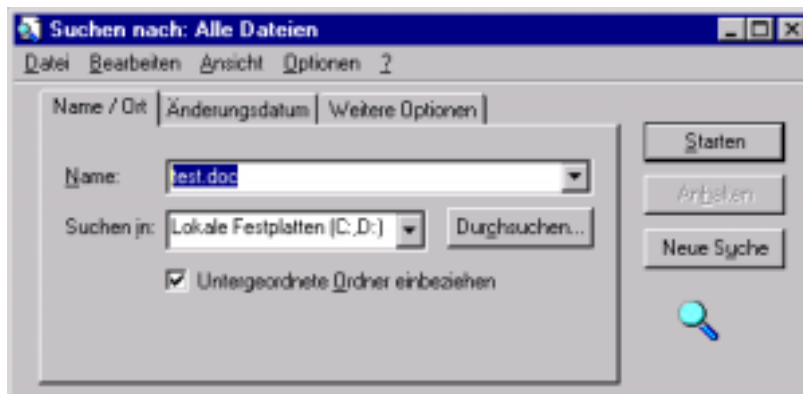 Suchen nach: Alle Dateien
Datei Bearbeiten Ansicht Optionen ?
Name / Ort Änderungsdatum Weitere Optionen
Starten
Name: test.doc
Anhalten
Suchen in: Lokale Festplatten (C:,D:) Durchsuchen...
Neue Suche
Untergeordnete Ordner einbeziehen